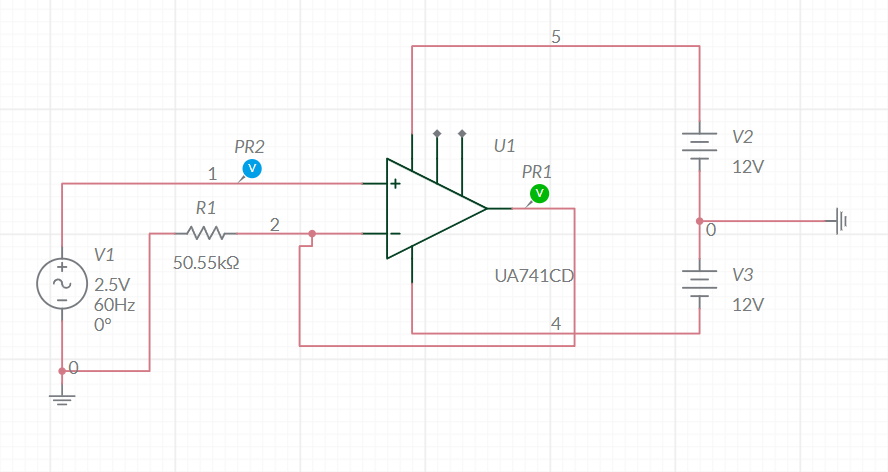 5
PR2
U1
V2
12V
PR1
1
V
V
+
R1
2
−
0
50.55kΩ
V1
+
2.5V
60Hz
0°
−
UA741CD
V3
12V
4
0